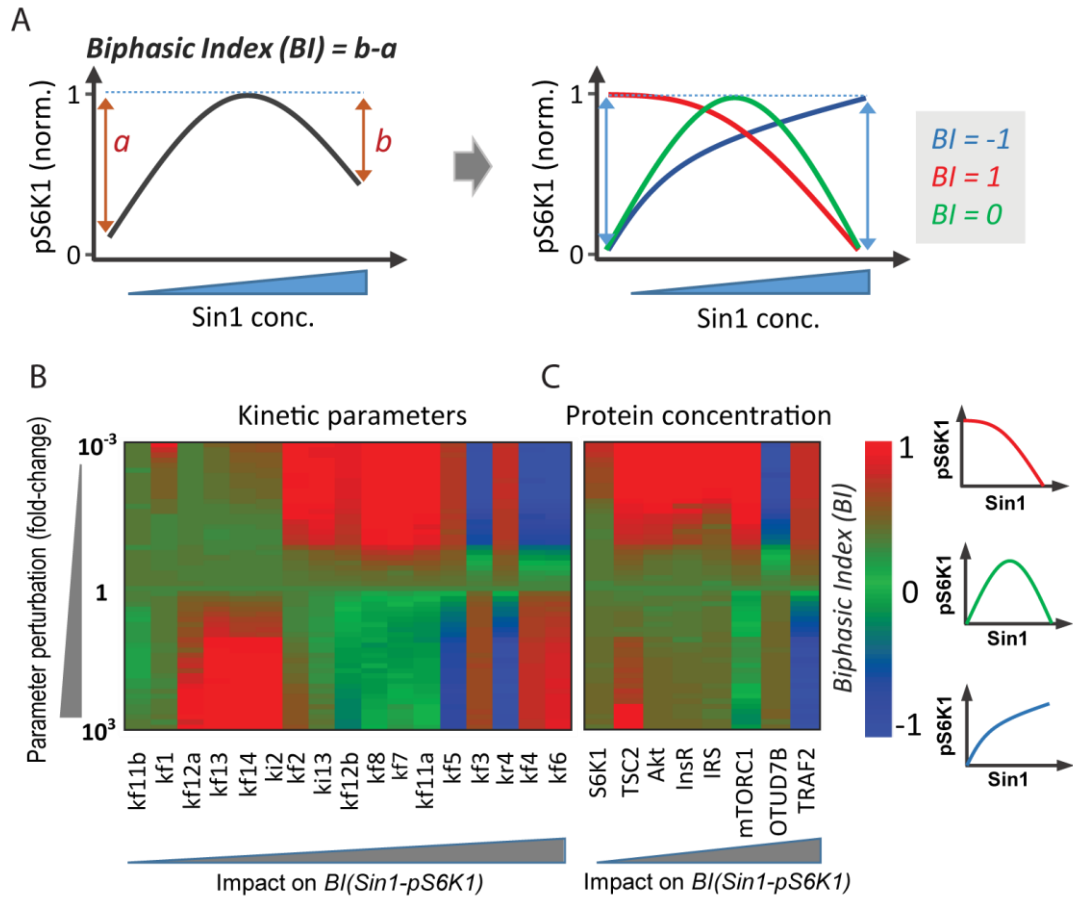 A
Biphasic Index (BI) = b-a
pS6K1 (norm.)
1
0
a
b
Sin1 conc.
pS6K1 (norm.)
1
0
Sin1 conc.
BI = -1
BI = 1
BI = 0
B
Kinetic parameters
Parameter perturbation (fold-change)
10⁻³
1
10³
kf11b
kf1
kf12a
kf13
kf14
ki2
kf2
ki13
kf12b
kf8
kf7
kf11a
kf5
kf3
kr4
kf4
kf6
Impact on BI(Sin1-pS6K1)
C
Protein concentration
S6K1
TSC2
Akt
InsR
IRS
mTORC1
OTUD7B
TRAF2
Impact on BI(Sin1-pS6K1)
Biphasic Index (BI)
1
0
-1
pS6K1
Sin1
pS6K1
Sin1
pS6K1
Sin1